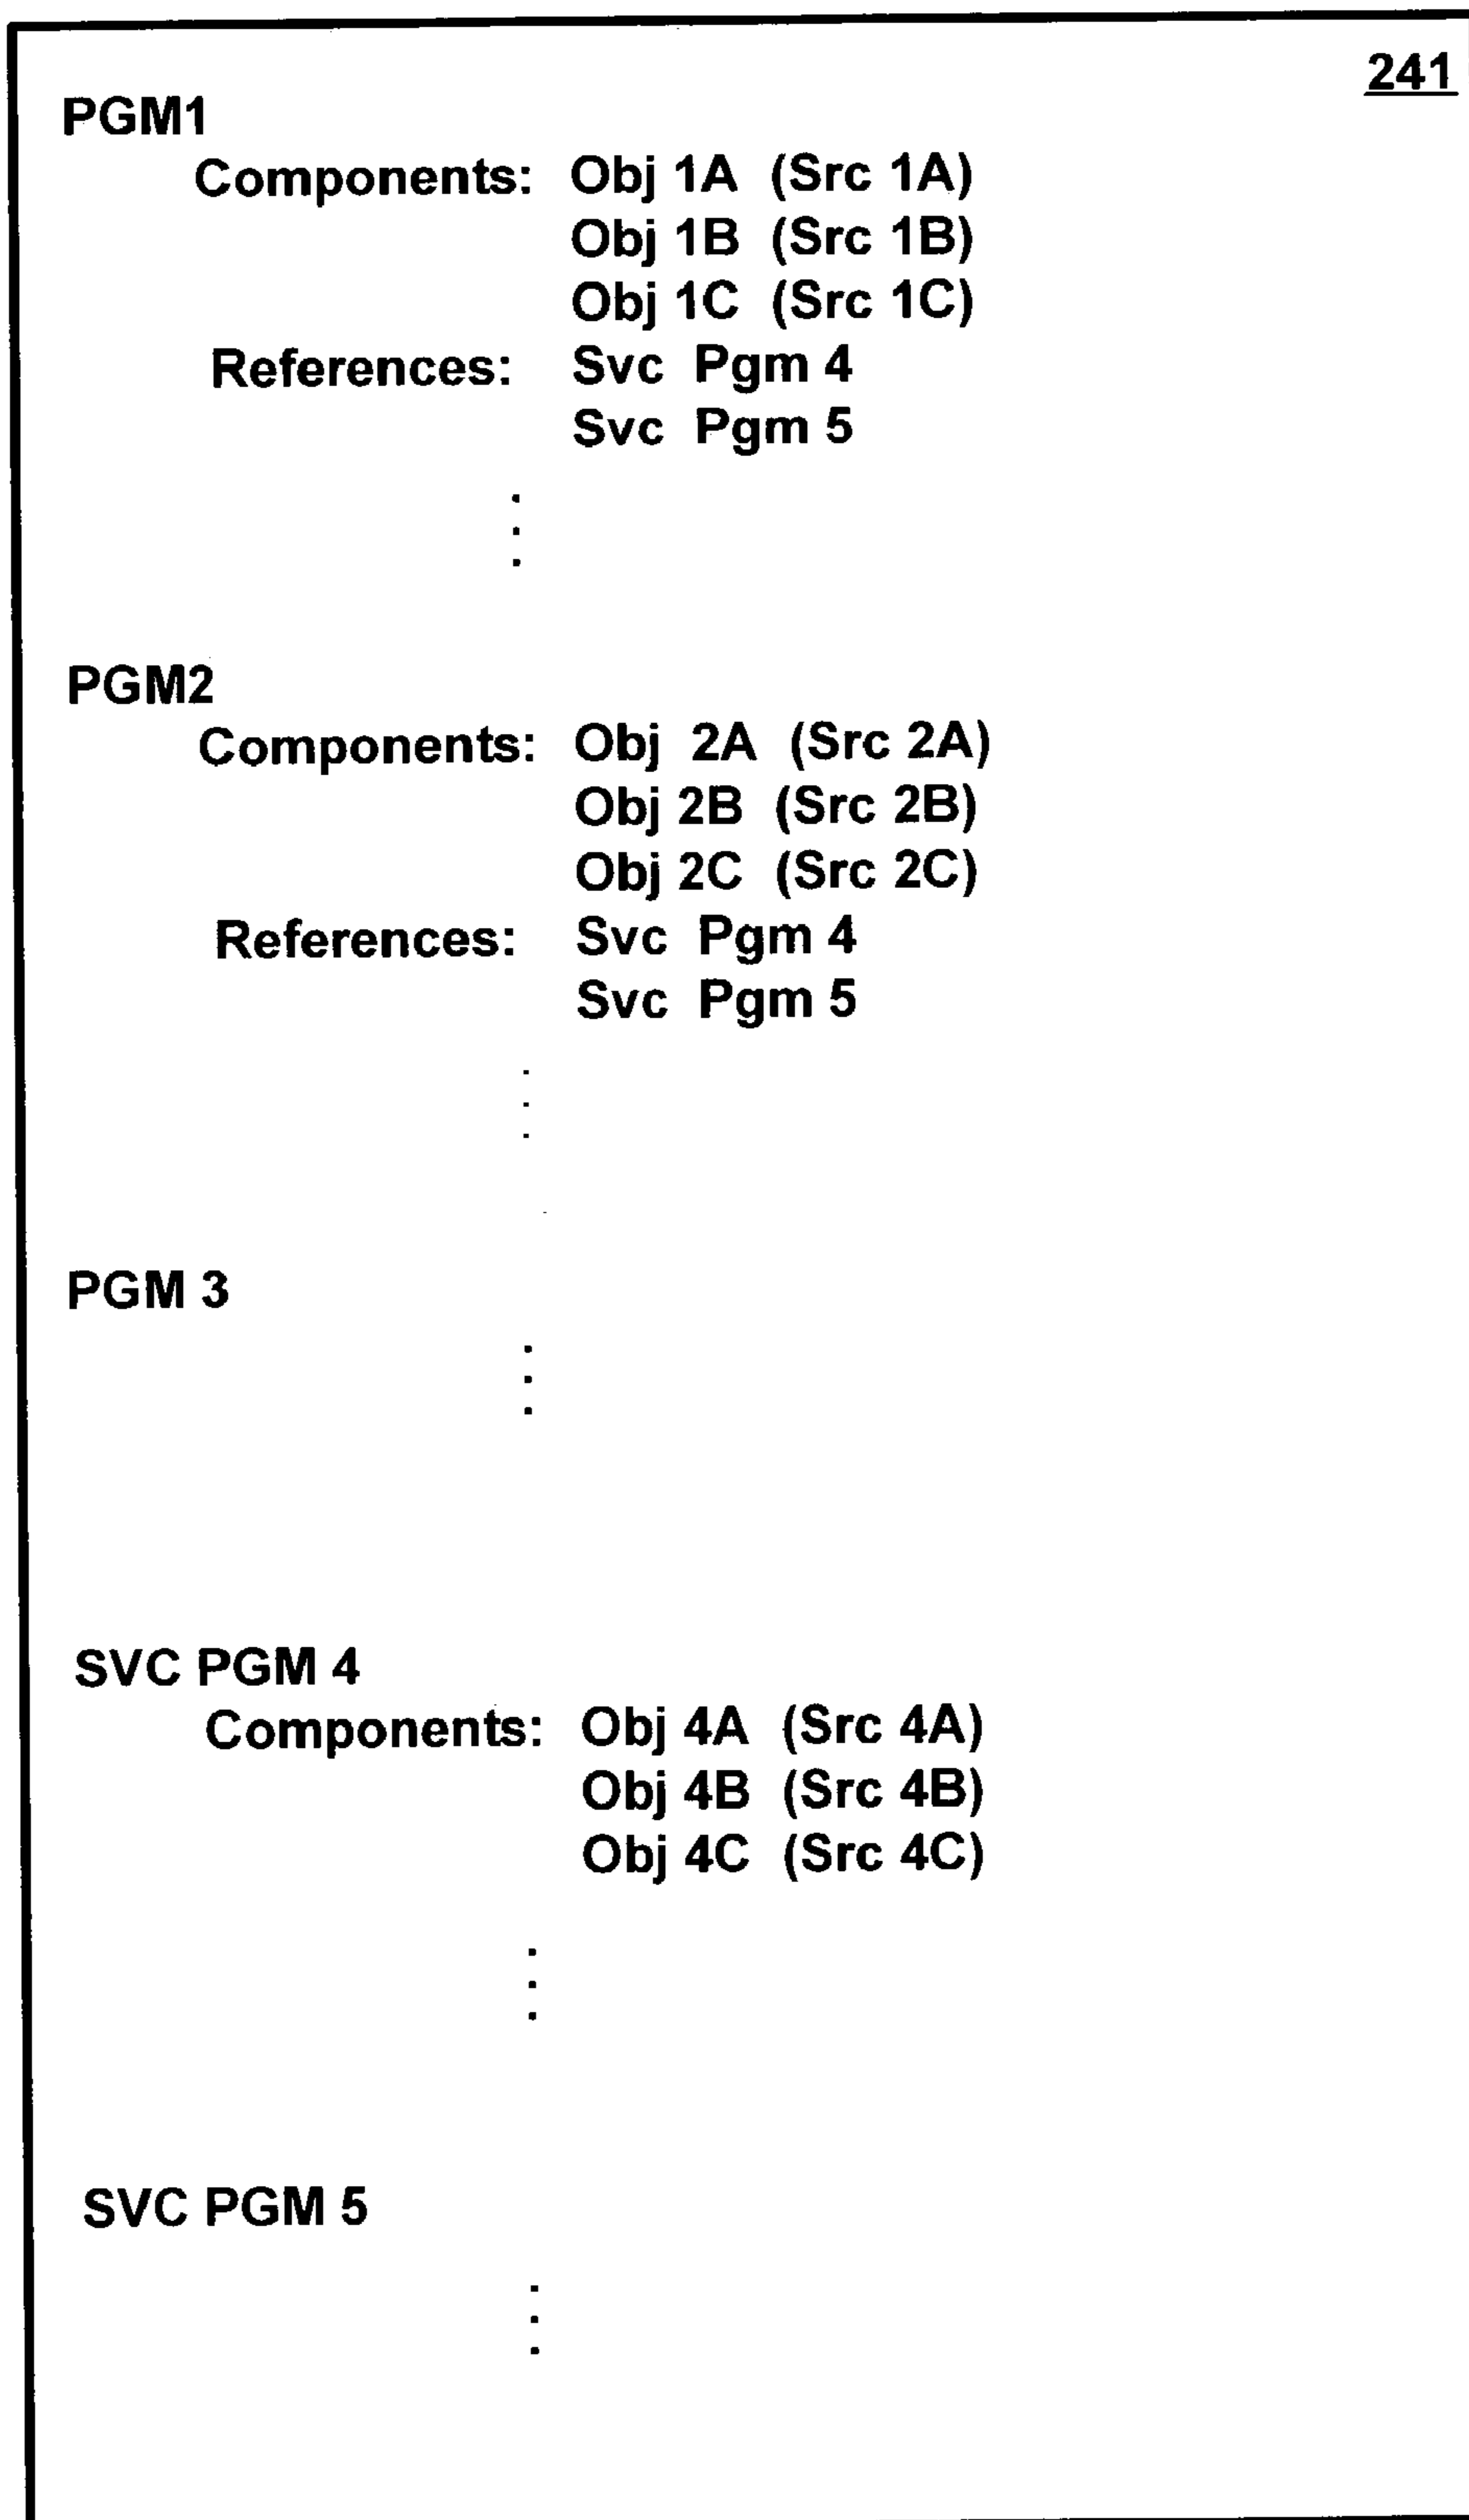 241
PGM1
Components: Obj 1A (Src 1A)
Obj 1B (Src 1B)
Obj 1C (Src 1C)
References: Svc Pgm 4
Svc Pgm 5
PGM2
Components: Obj 2A (Src 2A)
Obj 2B (Src 2B)
Obj 2C (Src 2C)
References: Svc Pgm 4
Svc Pgm 5
PGM 3
SVC PGM 4
Components: Obj 4A (Src 4A)
Obj 4B (Src 4B)
Obj 4C (Src 4C)
SVC PGM 5